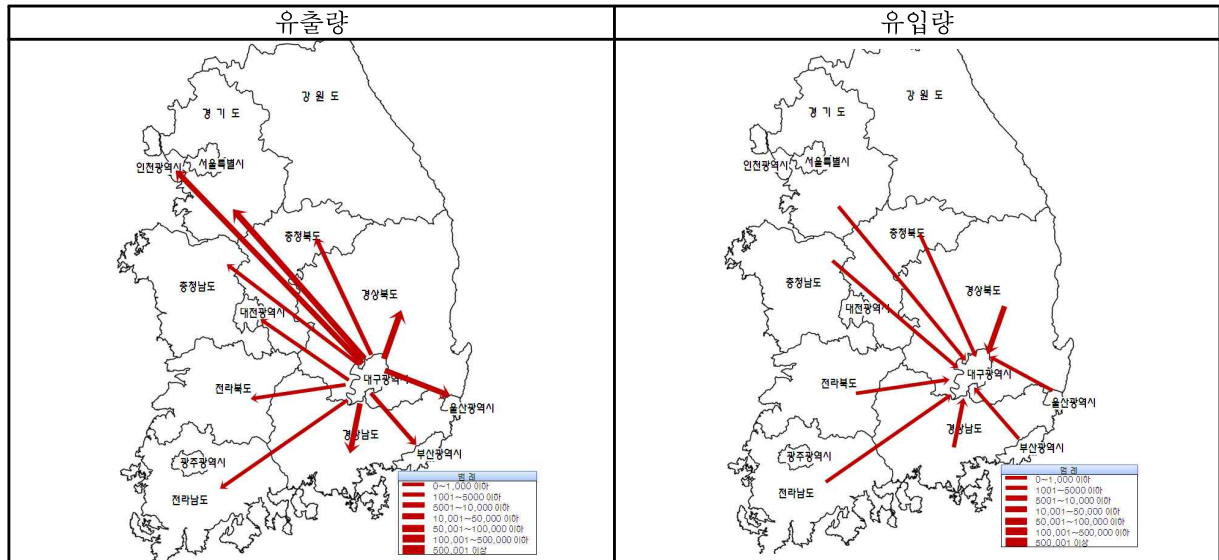 유출량
유입량
강 원 도
경 기 도
서울특별시
인천광역시
충청북도
충청남도
경상북도
대전광역시
대구광역시
전라북도
울산광역시
경상남도
부산광역시
광주광역시
전라남도
범 례
0~1,000 이하
1001~5000 이하
5001~10,000 이하
10,001~50,000 이하
50,001~100,000 이하
100,001~500,000 이하
500,001 이상
강 원 도
경 기 도
서울특별시
인천광역시
충청북도
충청남도
경상북도
대전광역시
대구광역시
전라북도
울산광역시
경상남도
부산광역시
광주광역시
전라남도
범 례
0~1,000 이하
1001~5000 이하
5001~10,000 이하
10,001~50,000 이하
50,001~100,000 이하
100,001~500,000 이하
500,001 이상